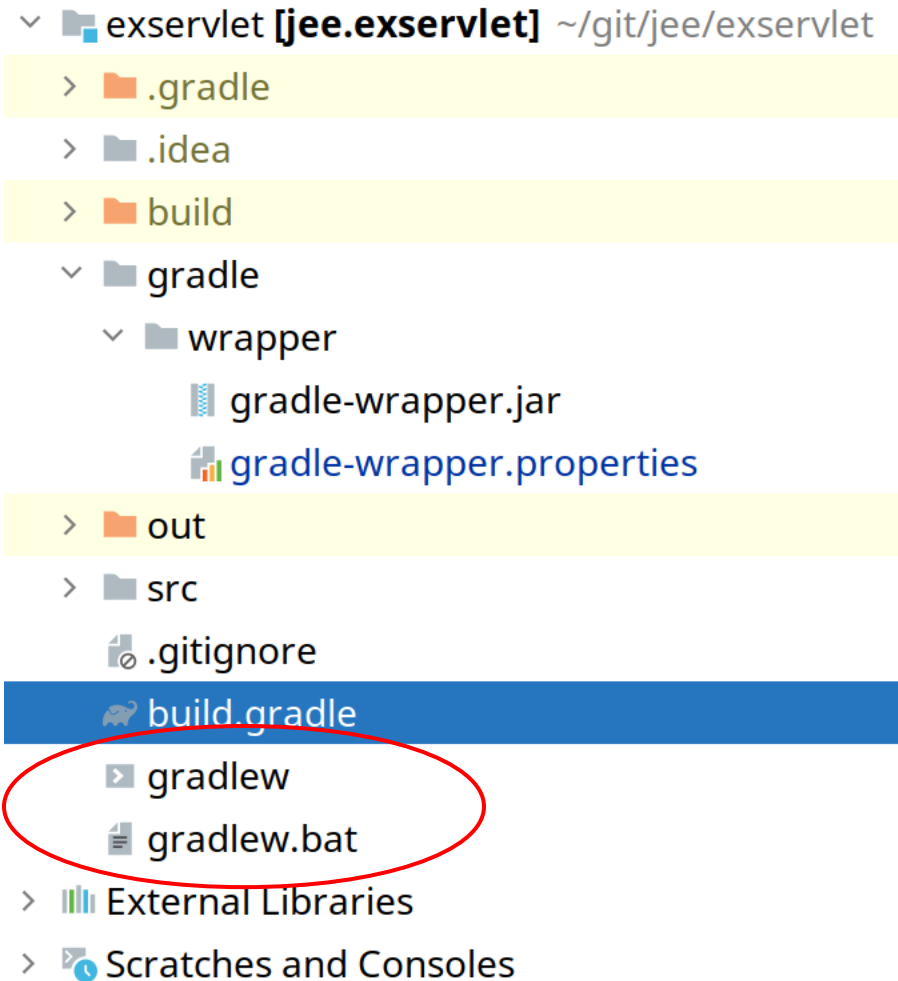 exservlet [jee.exservlet] ~/git/jee/exservlet
.gradle
.idea
build
gradle
wrapper
gradle-wrapper.jar
gradle-wrapper.properties
out
src
.gitignore
build.gradle
gradlew
gradlew.bat
External Libraries
Scratches and Consoles